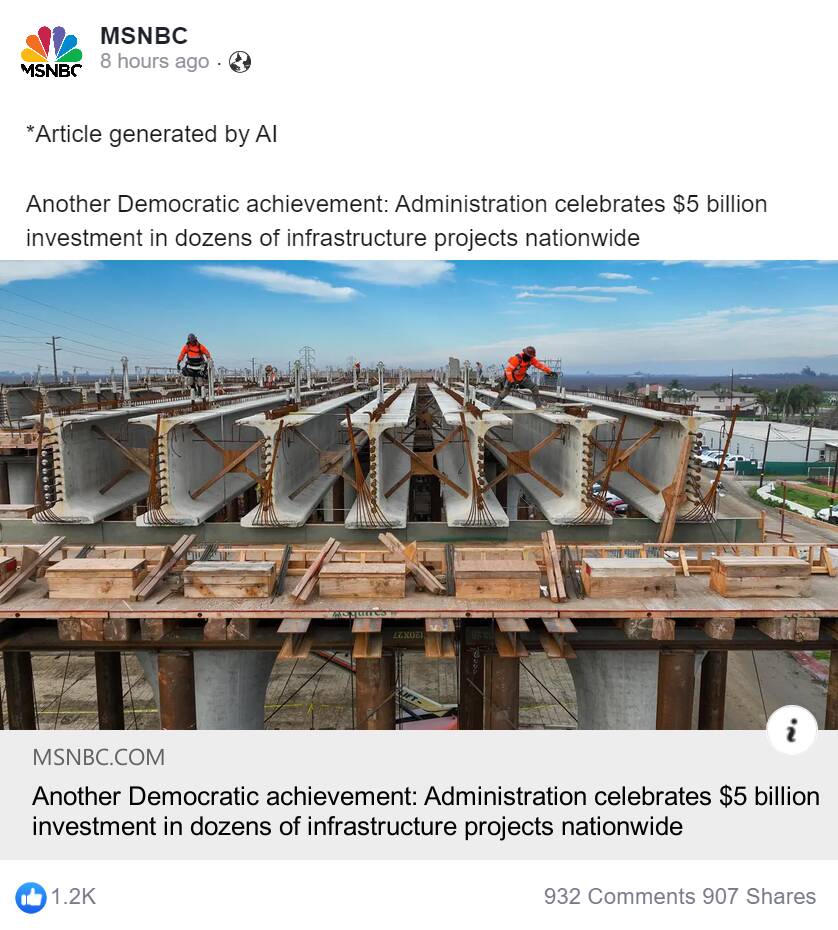 MSNBC
8 hours ago ·
MSNBC
*Article generated by AI
Another Democratic achievement: Administration celebrates $5 billion
investment in dozens of infrastructure projects nationwide
MSNBC.COM
Another Democratic achievement: Administration celebrates $5 billion
investment in dozens of infrastructure projects nationwide
1.2K
932 Comments 907 Shares